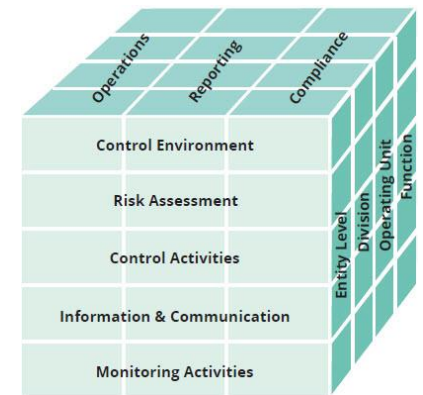 Operations
Reporting
Compliance
Control Environment
Risk Assessment
Control Activities
Information & Communication
Monitoring Activities
Entity Level
Division
Operating Unit
Function